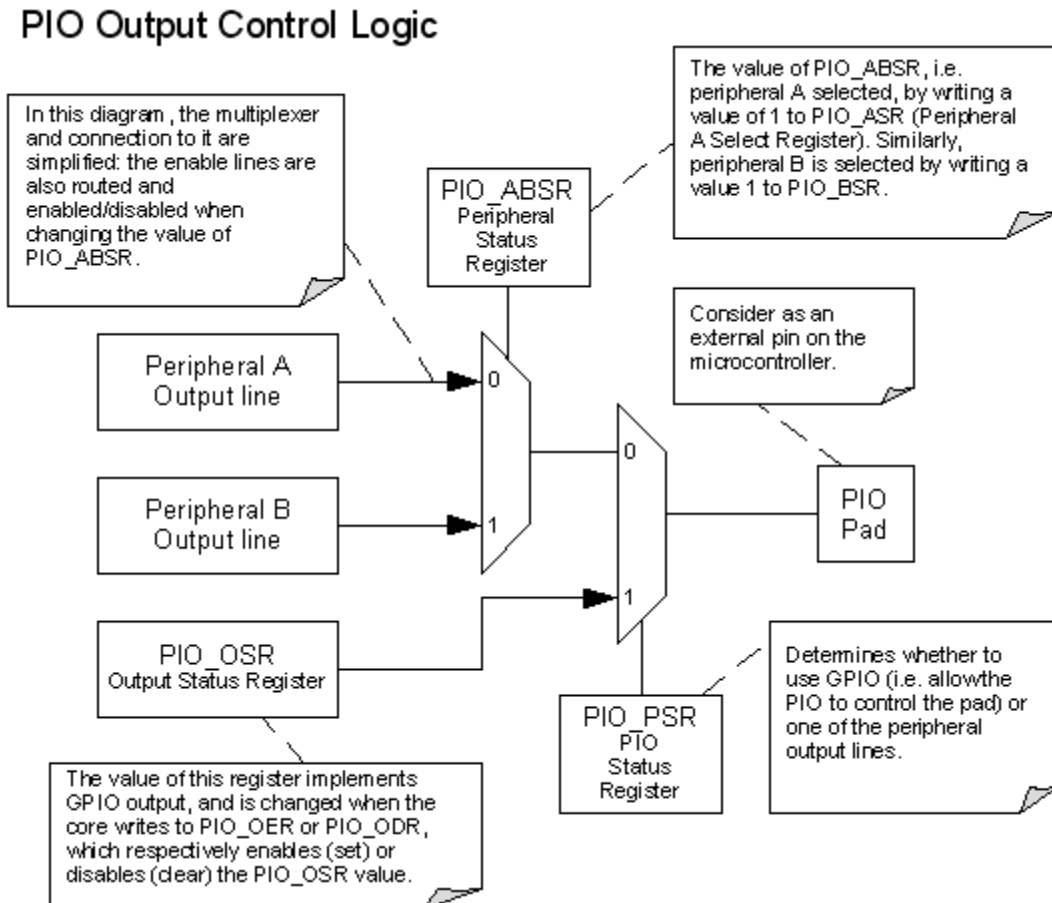 PIO Output Control Logic
In this diagram, the multiplexer
and connection to it are
simplified: the enable lines are
also routed and
enabled/disabled when
changing the value of
PIO_ABSR.
The value of PIO_ABSR, i.e.
peripheral A selected, by writing a
value of 1 to PIO_ASR (Peripheral
A Select Register). Similarly,
peripheral B is selected by writing a
value 1 to PIO_BSR.
PIO_ABSR
Peripheral
Status
Register
Consider as an
external pin on the
microcontroller.
Peripheral A
Output line
0
Peripheral B
Output line
1
0
1
PIO
Pad
PIO_OSR
Output Status Register
PIO_PSR
PIO
Status
Register
Determines whether to
use GPIO (i.e. allow the
PIO to control the pad) or
one of the peripheral
output lines.
The value of this register implements
GPIO output, and is changed when the
core writes to PIO_OER or PIO_ODR,
which respectively enables (set) or
disables (clear) the PIO_OSR value.